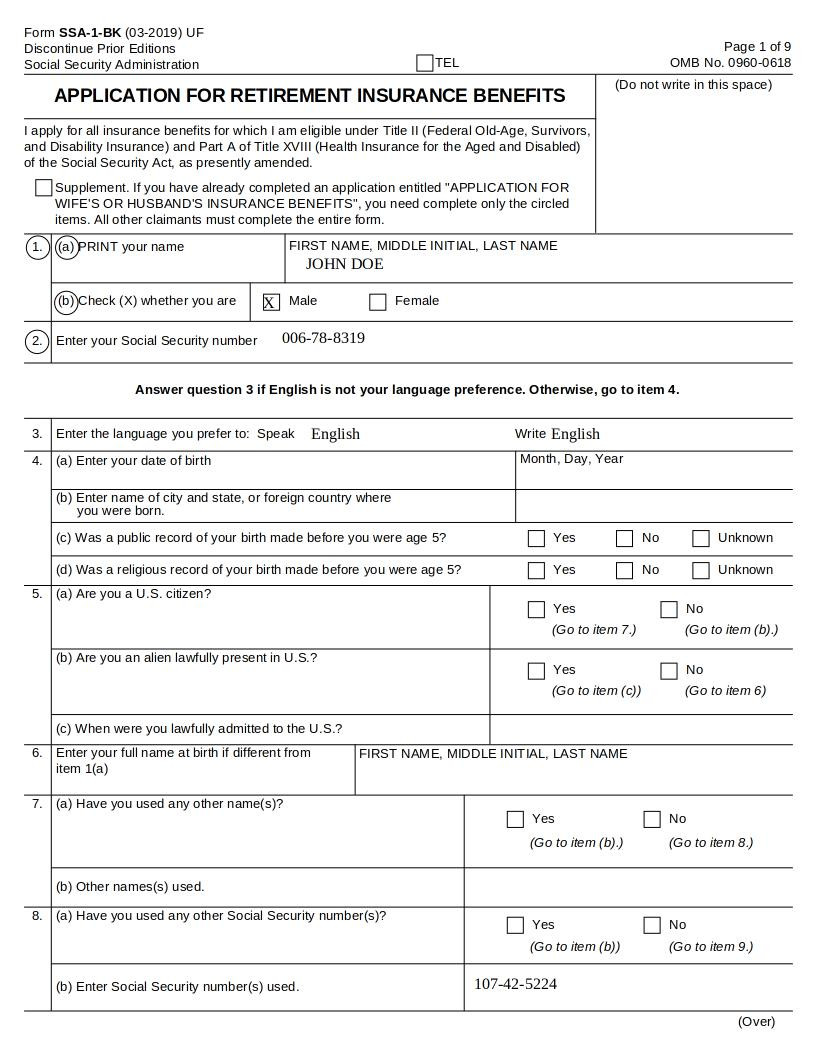 Form SSA-1-BK (03-2019) UF
Discontinue Prior Editions
Social Security Administration
TEL
Page 1 of 9
OMB No. 0960-0618
APPLICATION FOR RETIREMENT INSURANCE BENEFITS
(Do not write in this space)
I apply for all insurance benefits for which I am eligible under Title II (Federal Old-Age, Survivors,
and Disability Insurance) and Part A of Title XVIII (Health Insurance for the Aged and Disabled)
of the Social Security Act, as presently amended.
Supplement. If you have already completed an application entitled "APPLICATION FOR
WIFE'S OR HUSBAND'S INSURANCE BENEFITS", you need complete only the circled
items. All other claimants must complete the entire form.
1. (a) PRINT your name
FIRST NAME, MIDDLE INITIAL, LAST NAME
JOHN DOE
(b) Check (X) whether you are X Male Female
2. Enter your Social Security number 006-78-8319
Answer question 3 if English is not your language preference. Otherwise, go to item 4.
3. Enter the language you prefer to: Speak English Write English
4. (a) Enter your date of birth Month, Day, Year
(b) Enter name of city and state, or foreign country where
you were born.
(c) Was a public record of your birth made before you were age 5? Yes No Unknown
(d) Was a religious record of your birth made before you were age 5? Yes No Unknown
5. (a) Are you a U.S. citizen?
Yes No
(Go to item 7.) (Go to item (b).)
(b) Are you an alien lawfully present in U.S.?
Yes No
(Go to item (c)) (Go to item 6)
(c) When were you lawfully admitted to the U.S.?
6. Enter your full name at birth if different from
item 1(a)
FIRST NAME, MIDDLE INITIAL, LAST NAME
7. (a) Have you used any other name(s)?
Yes No
(Go to item (b).) (Go to item 8.)
(b) Other names(s) used.
8. (a) Have you used any other Social Security number(s)?
Yes No
(Go to item (b)) (Go to item 9.)
(b) Enter Social Security number(s) used. 107-42-5224
(Over)